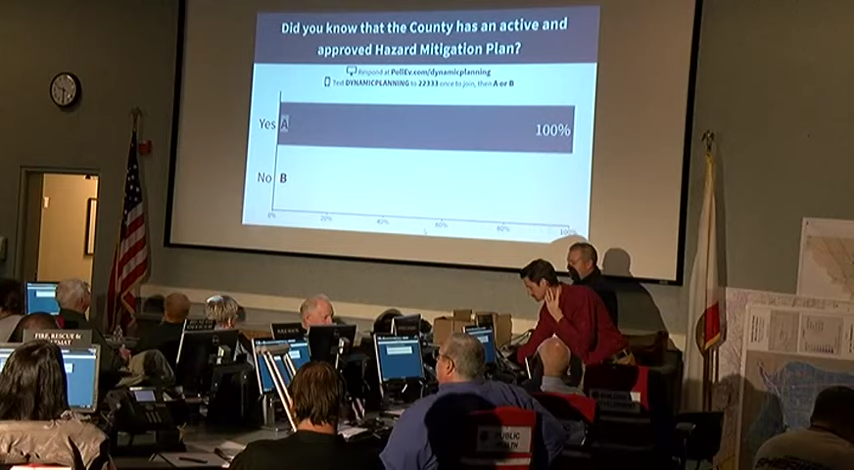 Did you know that the County has an active and
approved Hazard Mitigation Plan?
Respond at PollEv.com/dynamicplanning
Text DYNAMICPLANNING to 22333 once to join, then A or B
Yes A
100%
No B
0% 20% 40% 60% 80% 100%
FIRE, RESCUE &
PUBLIC
HEALTH